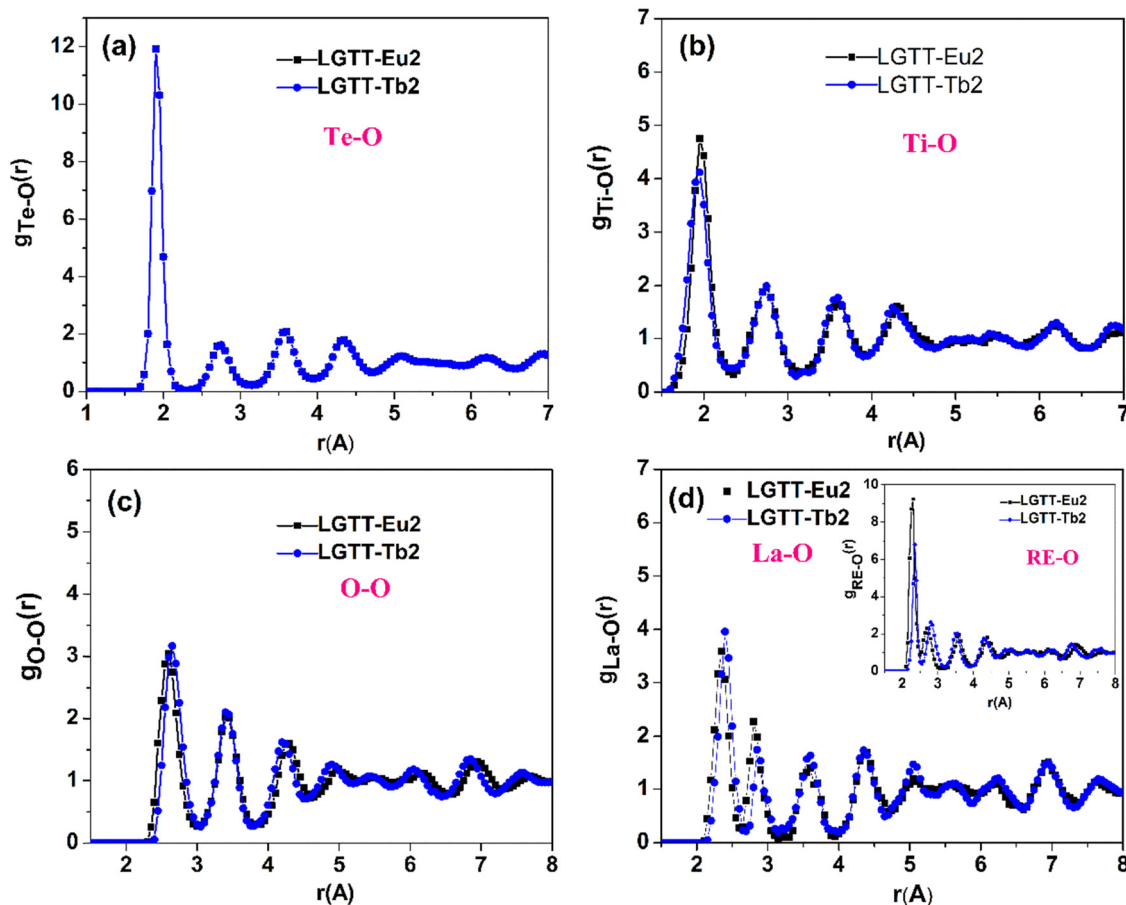 (a)
LGTT-Eu2
LGTT-Tb2
Te-O
gTe-O(r)
12
10
8
6
4
2
0
1 2 3 4 5 6 7
r(A)
(b)
LGTT-Eu2
LGTT-Tb2
Ti-O
gTi-O(r)
7
6
5
4
3
2
1
0
2 3 4 5 6 7
r(A)
(c)
LGTT-Eu2
LGTT-Tb2
O-O
gO-O(r)
6
5
4
3
2
1
0
2 3 4 5 6 7 8
r(A)
(d)
LGTT-Eu2
LGTT-Tb2
La-O
gLa-O(r)
7
6
5
4
3
2
1
0
2 3 4 5 6 7 8
r(A)
LGTT-Eu2
LGTT-Tb2
RE-O
gRE-O(r)
10
8
6
4
2
0
2 3 4 5 6 7 8
r(A)